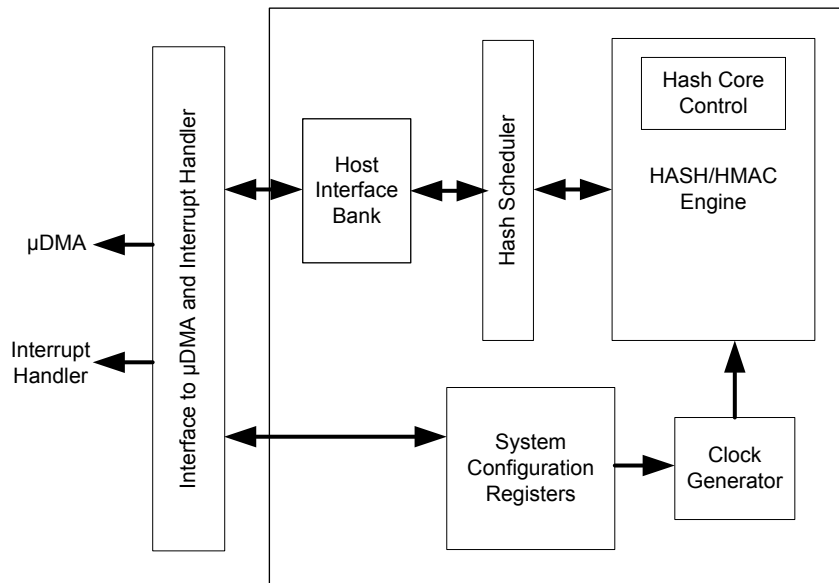 µDMA
Interrupt
Handler
Interface to µDMA and Interrupt Handler
Host
Interface
Bank
Hash Scheduler
Hash Core
Control
HASH/HMAC
Engine
System
Configuration
Registers
Clock
Generator